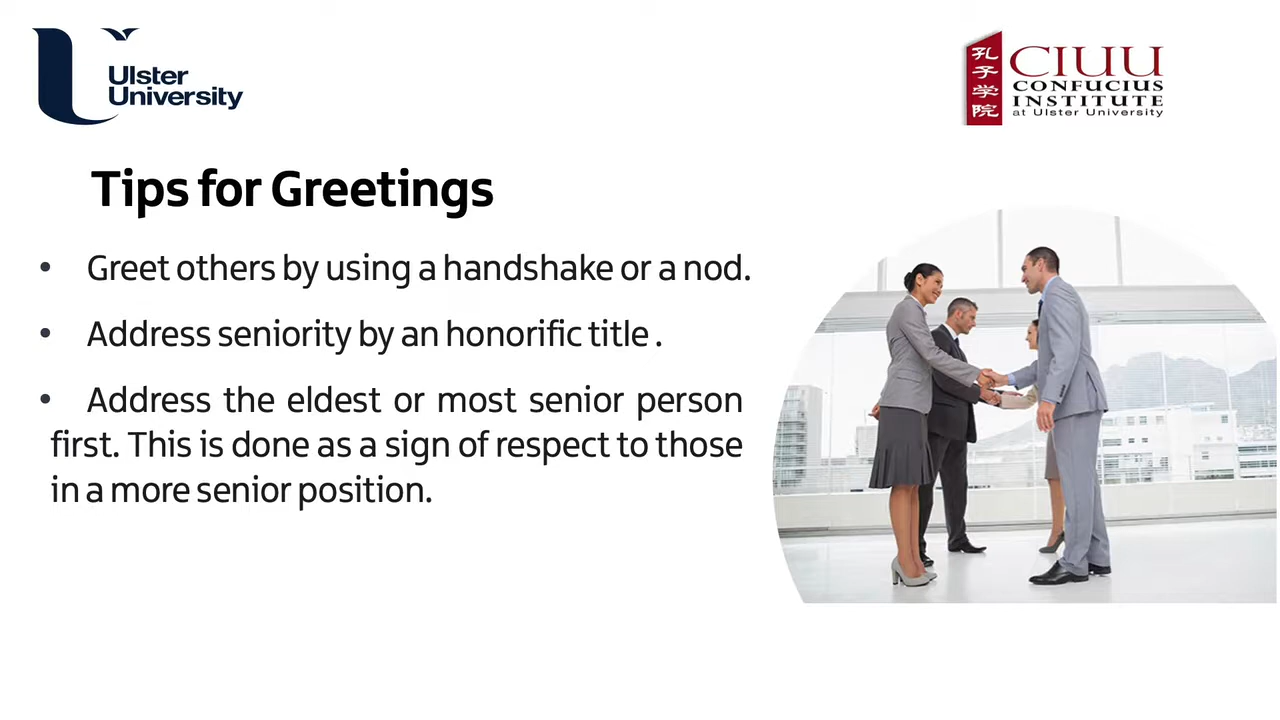 Ulster
University
孔子学院
CIUU
CONFUCIUS
INSTITUTE
at Ulster University
Tips for Greetings
• Greet others by using a handshake or a nod.
• Address seniority by an honorific title .
• Address the eldest or most senior person
first. This is done as a sign of respect to those
in a more senior position.